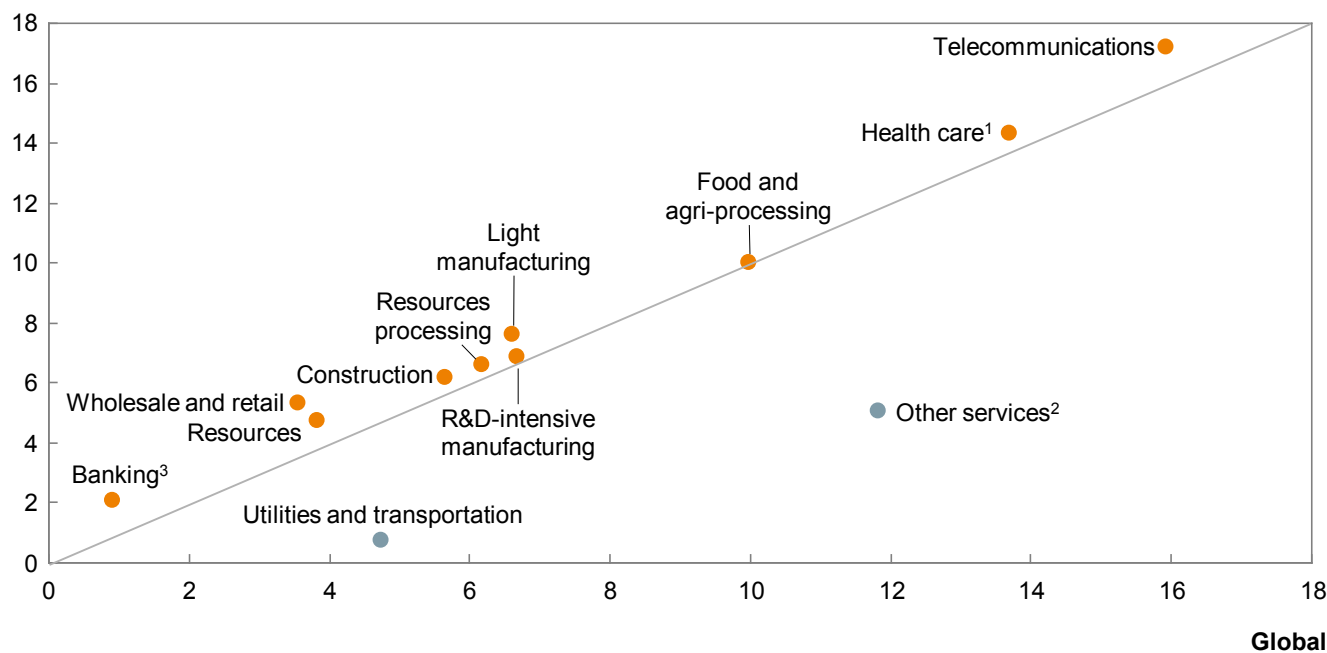 18
16
14
12
10
8
6
4
2
0
Telecommunications
Health care¹
Food and
agri-processing
Light
manufacturing
Resources
processing
Construction
Wholesale and retail
Resources
R&D-intensive
manufacturing
Other services²
Banking³
Utilities and transportation
0 2 4 6 8 10 12 14 16 18
Global